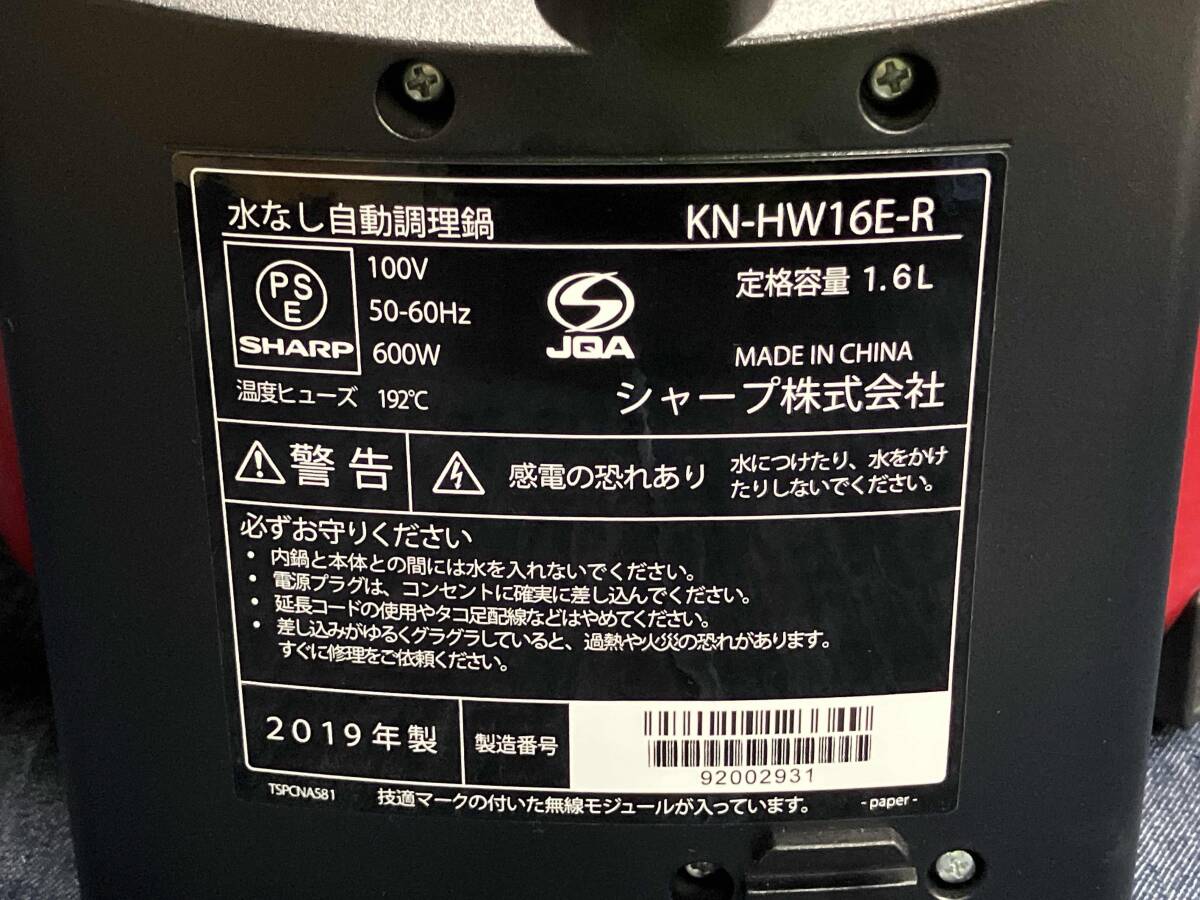 水なし自動調理鍋 KN-HW16E-R
PSE
SHARP
100V
50-60Hz
600W
温度ヒューズ 192℃
JQA
定格容量 1.6L
MADE IN CHINA
シャープ株式会社
警告
感電の恐れあり
水につけたり、水をかけ
たりしないでください。
必ずお守りください
• 内鍋と本体との間には水を入れないでください。
• 電源プラグは、コンセントに確実に差し込んでください。
• 延長コードの使用やタコ足配線などはやめてください。
• 差し込みがゆるくグラグラしていると、過熱や火災の恐れがあります。
すぐに修理をご依頼ください。
2019年製
製造番号
92002931
TSPCNA581
技適マークの付いた無線モジュールが入っています。
- paper -